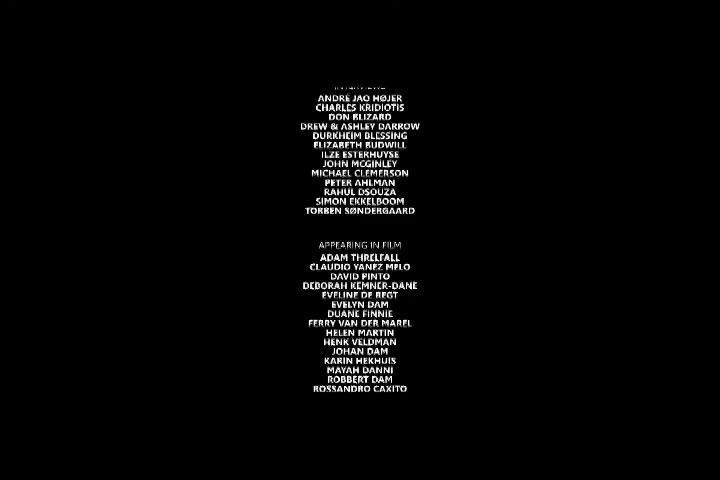 INTERVIEWS
ANDRÉ JAO HØJER
CHARLES KRIDIOTIS
DON BLIZARD
DREW & ASHLEY DARROW
DURKHEIM BLESSING
ELIZABETH BUDWILL
ILZE ESTERHUYSE
JOHN MCGINLEY
MICHAEL CLEMERSON
PETER AHLMAN
RAHUL DSOUZA
SIMON EKKELBOOM
TORBEN SØNDERGAARD
APPEARING IN FILM
ADAM THRELFALL
CLAUDIO YANEZ MELO
DAVID PINTO
DEBORAH KEMNER-DANE
EVELINE DE REGT
EVELYN DAM
DUANE FINNIE
FERRY VAN DER MAREL
HELEN MARTIN
HENK VELDMAN
JOHAN DAM
KARIN HEKHUIS
MAYAH DANNI
ROBBERT DAM
ROSSANDRO CAXITO